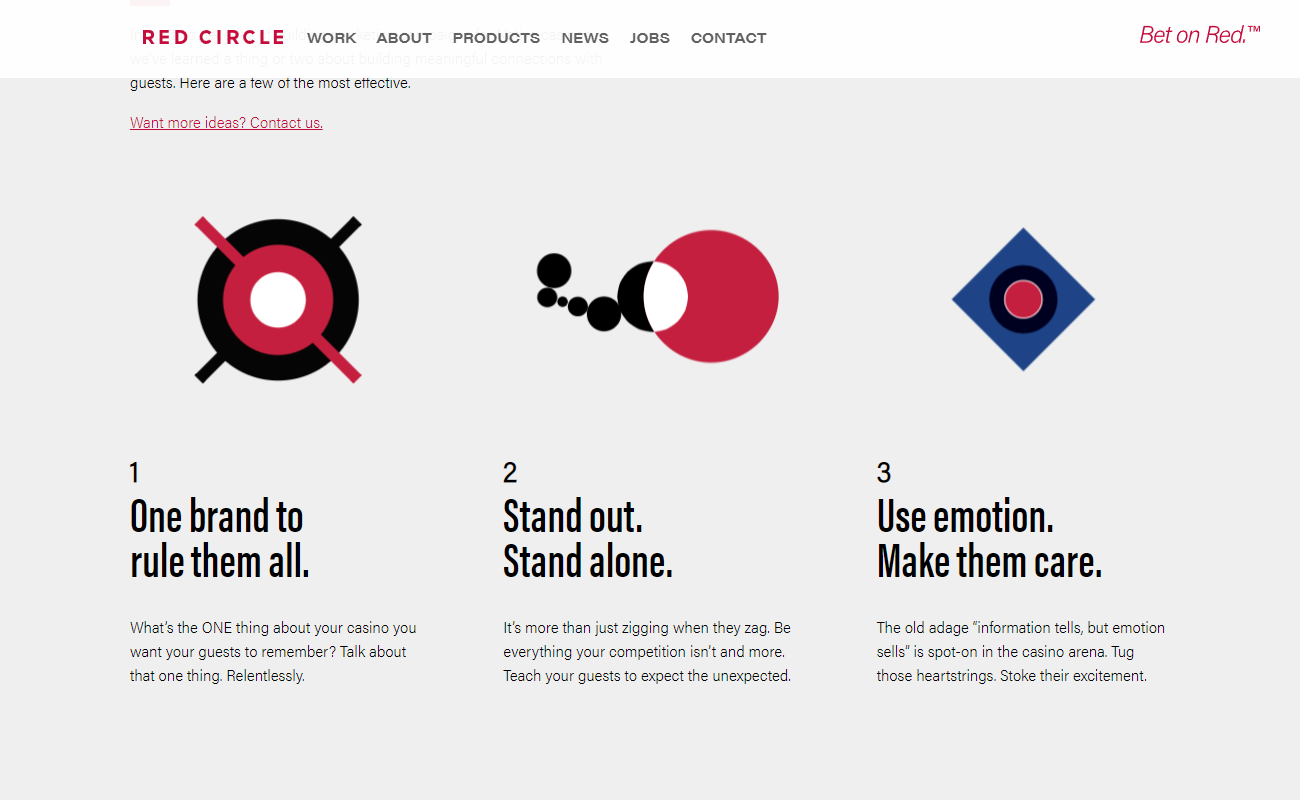 RED CIRCLE WORK ABOUT PRODUCTS NEWS JOBS CONTACT Bet on Red.™
we've learned a thing or two about building meaningful connections with
guests. Here are a few of the most effective.
Want more ideas? Contact us.
1
One brand to
rule them all.
What's the ONE thing about your casino you
want your guests to remember? Talk about
that one thing. Relentlessly.
2
Stand out.
Stand alone.
It's more than just zigging when they zag. Be
everything your competition isn't and more.
Teach your guests to expect the unexpected.
3
Use emotion.
Make them care.
The old adage "information tells, but emotion
sells" is spot-on in the casino arena. Tug
those heartstrings. Stoke their excitement.